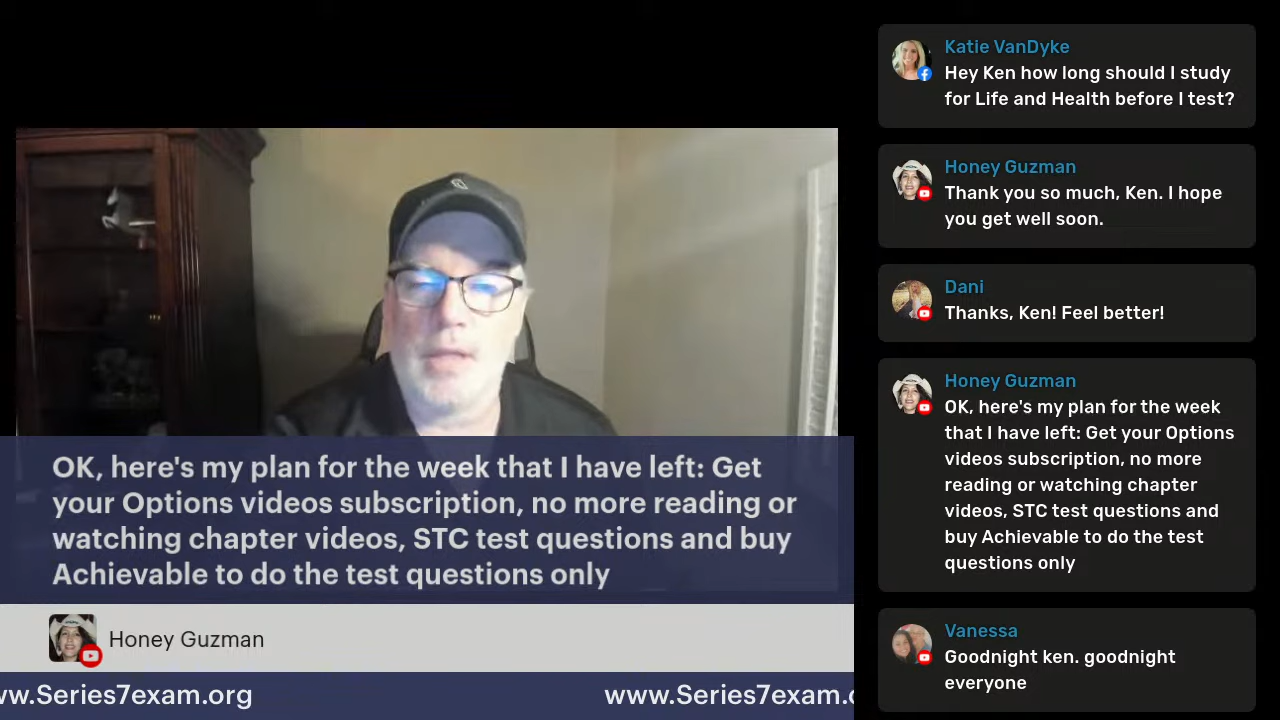 OK, here's my plan for the week that I have left: Get
your Options videos subscription, no more reading or
watching chapter videos, STC test questions and buy
Achievable to do the test questions only
Honey Guzman
ww.Series7exam.org
www.Series7exam.o
Katie VanDyke
Hey Ken how long should I study
for Life and Health before I test?
Honey Guzman
Thank you so much, Ken. I hope
you get well soon.
Dani
Thanks, Ken! Feel better!
Honey Guzman
OK, here's my plan for the week
that I have left: Get your Options
videos subscription, no more
reading or watching chapter
videos, STC test questions and
buy Achievable to do the test
questions only
Vanessa
Goodnight ken. goodnight
everyone